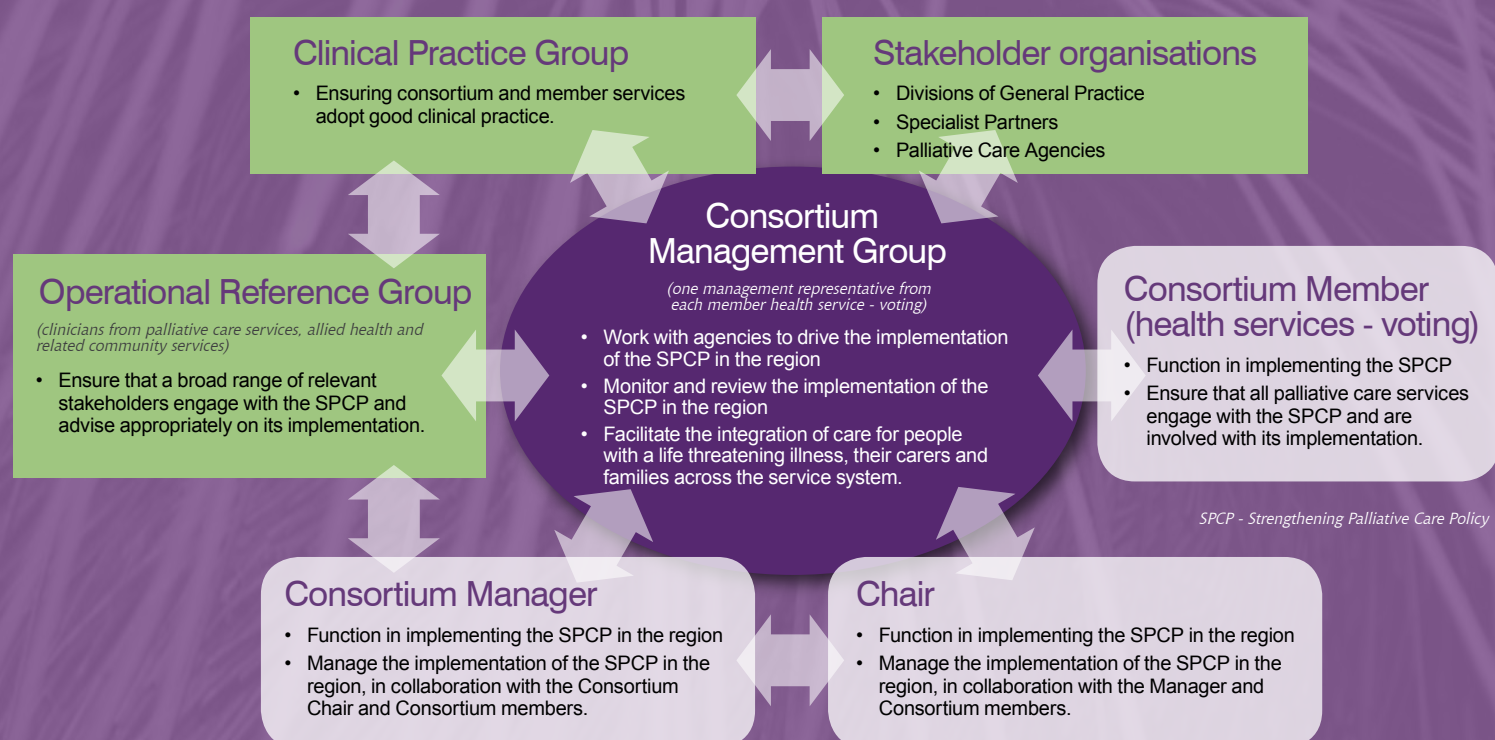 Clinical Practice Group
• Ensuring consortium and member services
adopt good clinical practice.
Stakeholder organisations
• Divisions of General Practice
• Specialist Partners
• Palliative Care Agencies
Operational Reference Group
(clinicians from palliative care services, allied health and
related community services)
• Ensure that a broad range of relevant
stakeholders engage with the SPCP and
advise appropriately on its implementation.
Consortium
Management Group
(one management representative from
each member health service - voting)
• Work with agencies to drive the implementation
of the SPCP in the region
• Monitor and review the implementation of the
SPCP in the region
• Facilitate the integration of care for people
with a life threatening illness, their carers and
families across the service system.
Consortium Member
(health services - voting)
• Function in implementing the SPCP
• Ensure that all palliative care services
engage with the SPCP and are
involved with its implementation.
SPCP - Strengthening Palliative Care Policy
Consortium Manager
• Function in implementing the SPCP in the region
• Manage the implementation of the SPCP in the
region, in collaboration with the Consortium
Chair and Consortium members.
Chair
• Function in implementing the SPCP in the region
• Manage the implementation of the SPCP in the
region, in collaboration with the Manager and
Consortium members.